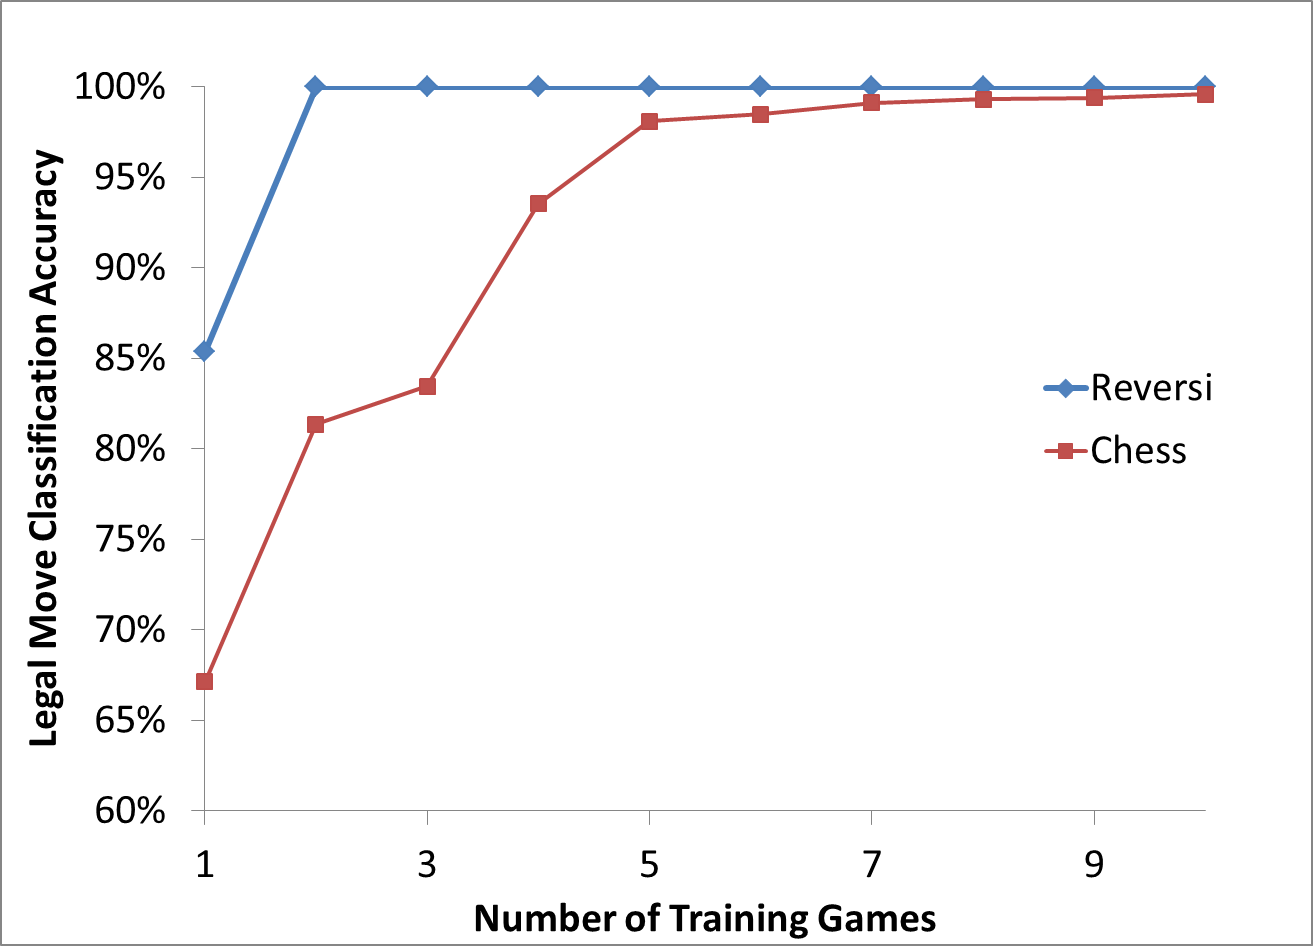 100%
95%
90%
85%
80%
75%
70%
65%
60%
Legal Move Classification Accuracy
Reversi
Chess
1 3 5 7 9
Number of Training Games